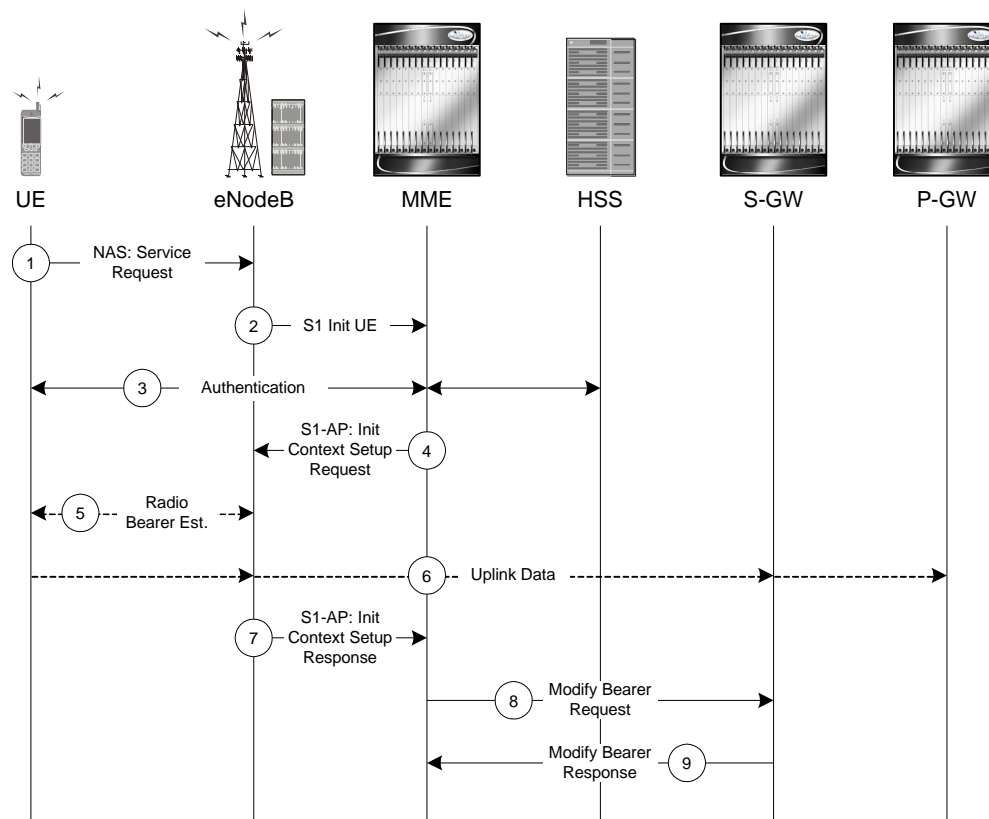 UE
eNodeB
MME
HSS
S-GW
P-GW
1
NAS: Service
Request
2
S1 Init UE
3
Authentication
S1-AP: Init
Context Setup
Request
4
5
Radio
Bearer Est.
6
Uplink Data
7
S1-AP: Init
Context Setup
Response
8
Modify Bearer
Request
Modify Bearer
Response
9